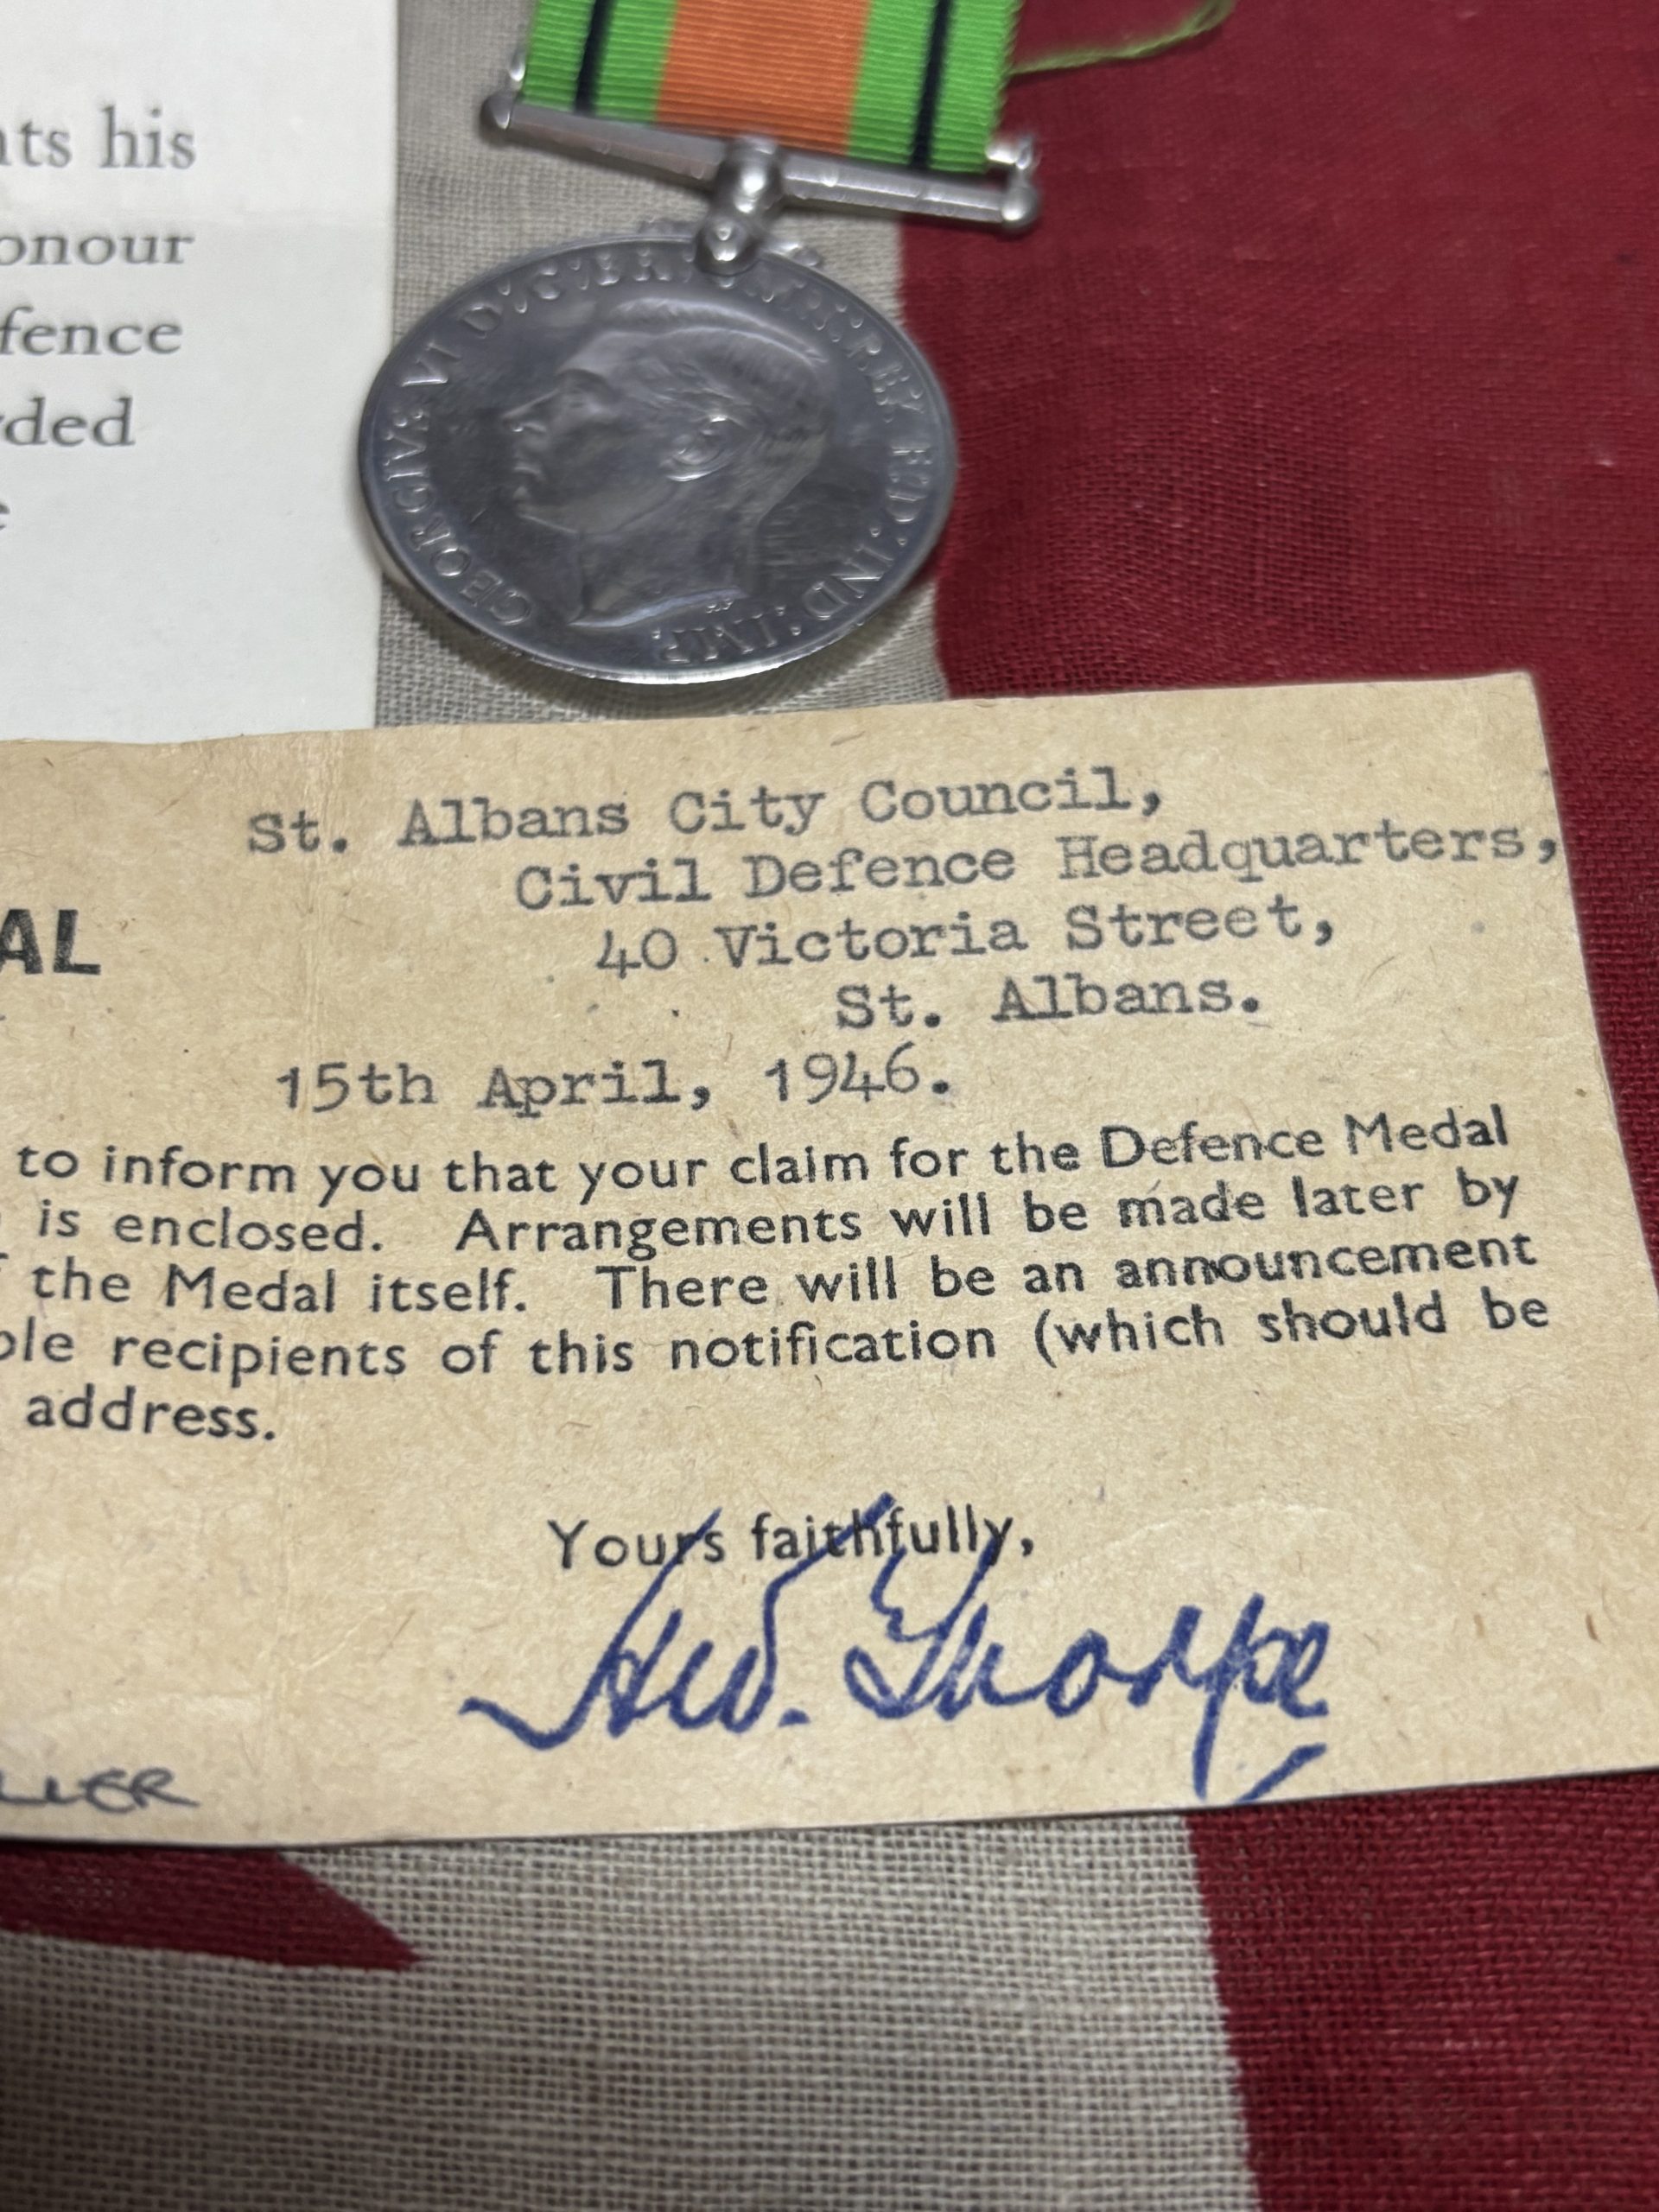 nts his
onour
fence
ded
GEORGIVS VI D:G:BR:OMN:REX F:D:IND:IMP.
St. Albans City Council,
Civil Defence Headquarters,
AL
40 Victoria Street,
St. Albans.
15th April, 1946.
to inform you that your claim for the Defence Medal
is enclosed. Arrangements will be made later by
the Medal itself. There will be an announcement
ple recipients of this notification (which should be
address.
Yours faithfully,
Thorpe
LLER